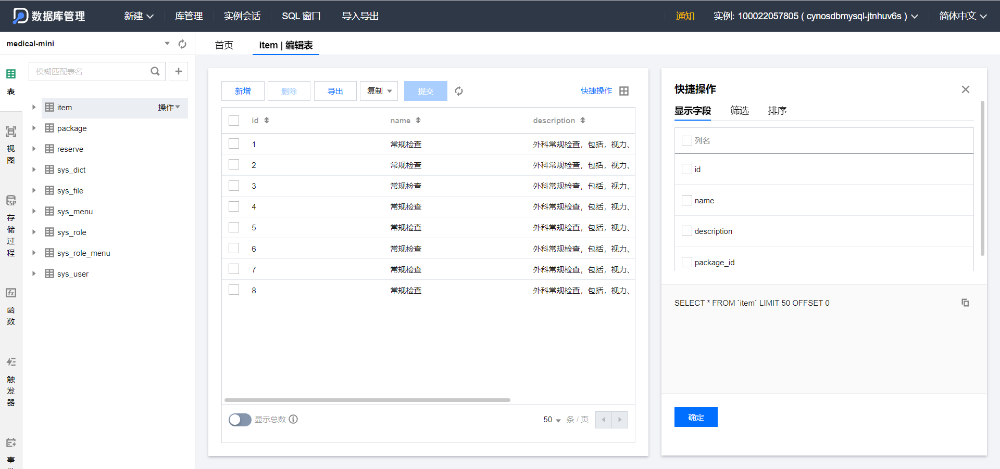 数据库管理
新建
库管理
实例会话
SQL 窗口
导入导出
通知
实例: 100022057805 ( cynosdbmysql-jtnhuv6s )
简体中文
medical-mini
首页
item | 编辑表
模糊匹配表名
表
视图
存储过程
函数
触发器
事
item
操作
package
reserve
sys_dict
sys_file
sys_menu
sys_role
sys_role_menu
sys_user
新增
删除
导出
复制
提交
快捷操作
id name description
1 常规检查 外科常规检查，包括，视力、
2 常规检查 外科常规检查，包括，视力、
3 常规检查 外科常规检查，包括，视力、
4 常规检查 外科常规检查，包括，视力、
5 常规检查 外科常规检查，包括，视力、
6 常规检查 外科常规检查，包括，视力、
7 常规检查 外科常规检查，包括，视力、
8 常规检查 外科常规检查，包括，视力、
显示总数
50 条 / 页
快捷操作
显示字段 筛选 排序
列名
id
name
description
package_id
SELECT * FROM `item` LIMIT 50 OFFSET 0
确定